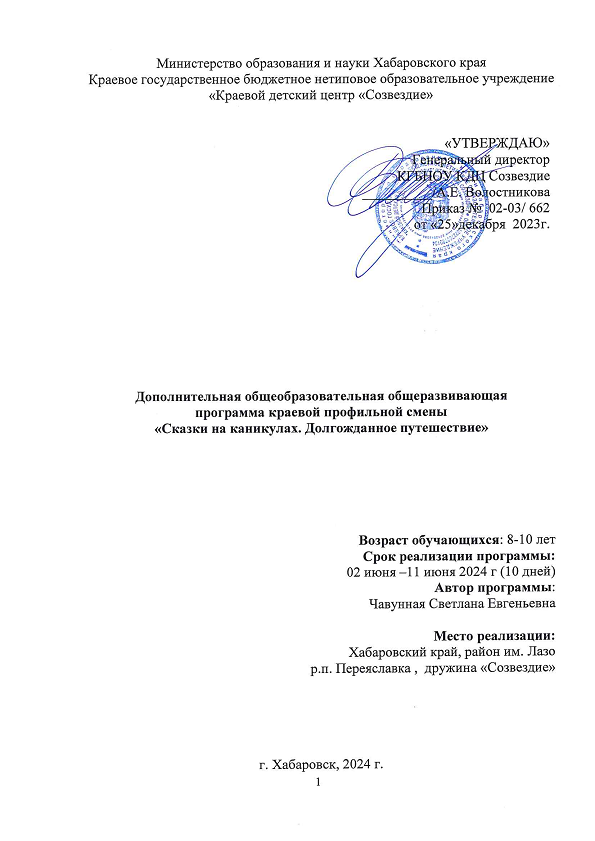 Министерство образования и науки Хабаровского края
Краевое государственное бюджетное нетиповое образовательное учреждение
«Краевой детский центр «Созвездие»
«УТВЕРЖДАЮ»
Генеральный директор
КГБНОУ КДЦ Созвездие
А.Е. Волостникова
Приказ № 02-03/ 662
от «25»декабря 2023г.
Дополнительная общеобразовательная общеразвивающая
программа краевой профильной смены
«Сказки на каникулах. Долгожданное путешествие»
Возраст обучающихся: 8-10 лет
Срок реализации программы:
02 июня –11 июня 2024 г (10 дней)
Автор программы:
Чавунная Светлана Евгеньевна
Место реализации:
Хабаровский край, район им. Лазо
р.п. Переяславка , дружина «Созвездие»
г. Хабаровск, 2024 г.
1